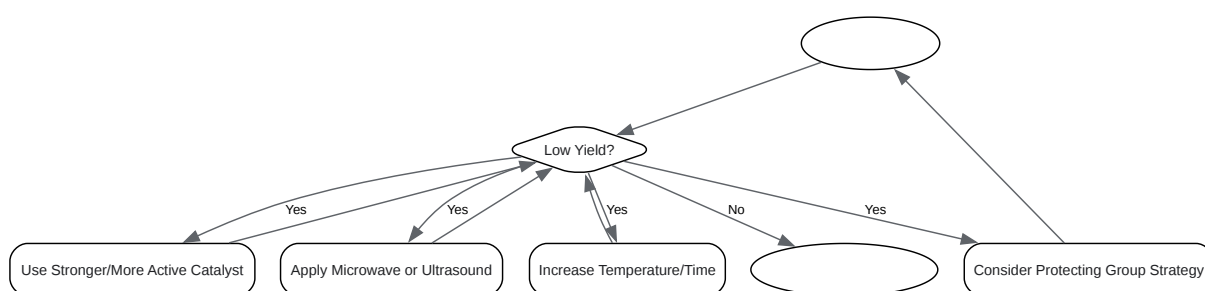 Low Yield?
Yes
Yes
Yes
No
Yes
Use Stronger/More Active Catalyst
Apply Microwave or Ultrasound
Increase Temperature/Time
Consider Protecting Group Strategy